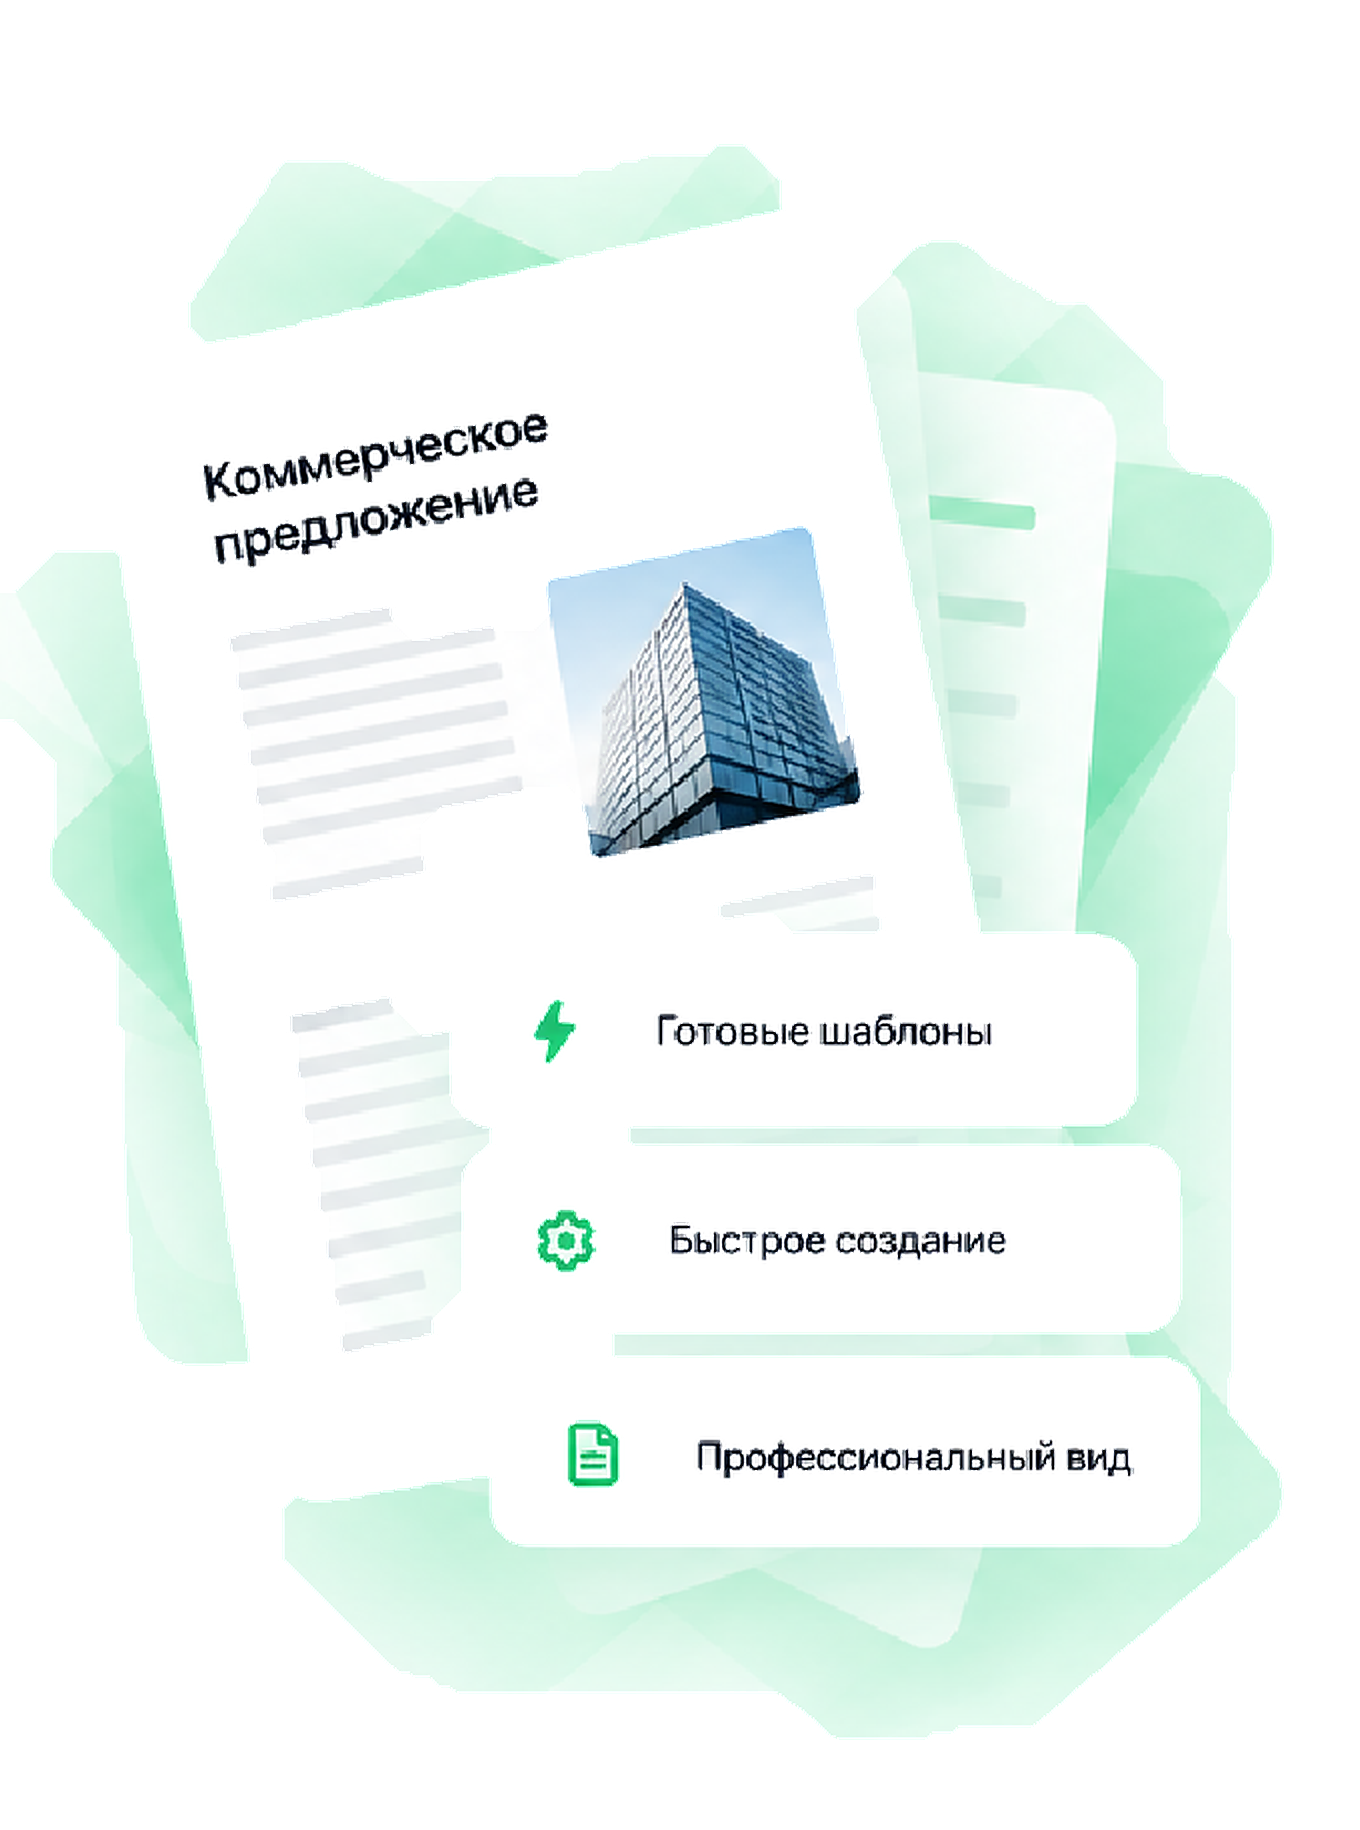 Коммерческое
предложение
Готовые шаблоны
Быстрое создание
Профессиональный вид